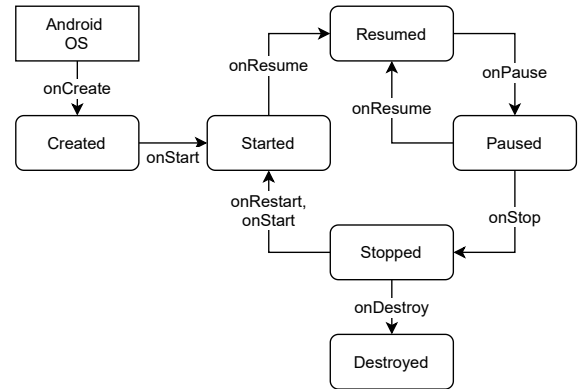 Android
OS
onCreate
Created
onStart
Started
onResume
Resumed
onPause
onResume
Paused
onStop
onRestart,
onStart
Stopped
onDestroy
Destroyed